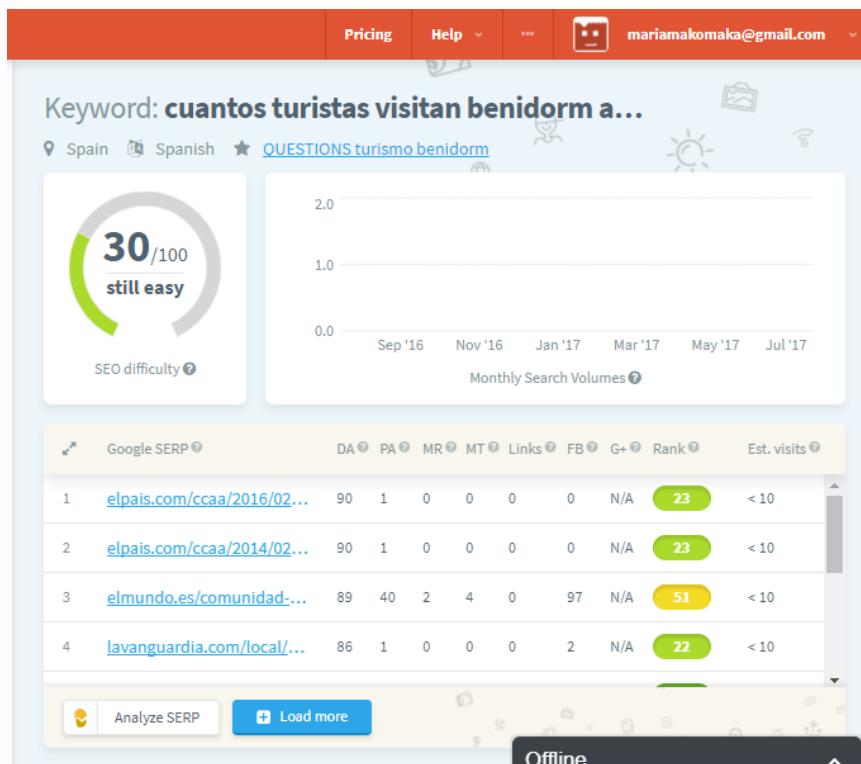 Pricing Help ··· mariamakomaka@gmail.com
Keyword: cuantos turistas visitan benidorm a...
Spain Spanish QUESTIONS turismo benidorm
30/100
still easy
SEO difficulty
2.0
1.0
0.0
Sep '16 Nov '16 Jan '17 Mar '17 May '17 Jul '17
Monthly Search Volumes
Google SERP DA PA MR MT Links FB G+ Rank Est. visits
1 elpais.com/ccaa/2016/02... 90 1 0 0 0 0 N/A 23 < 10
2 elpais.com/ccaa/2014/02... 90 1 0 0 0 0 N/A 23 < 10
3 elmundo.es/comunidad-... 89 40 2 4 0 97 N/A 51 < 10
4 lavanguardia.com/local/... 86 1 0 0 0 2 N/A 22 < 10
Analyze SERP Load more
Offline